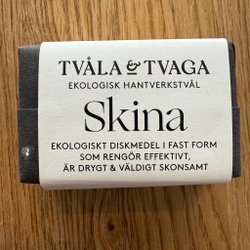 TVÅLA & TVAGA
EKOLOGISK HANTVERKSTVÅL
Skina
EKOLOGISKT DISKMEDEL I FAST FORM
SOM RENGÖR EFFEKTIVT,
ÄR DRYGT & VÄLDIGT SKONSAMT